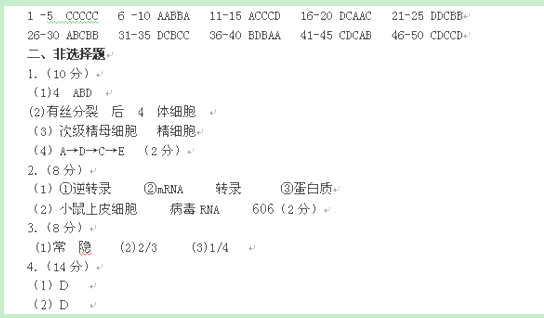 1 -5 CCCCC 6 -10 AABBA 11-15 ACCCD 16-20 DCAAC 21-25 DDCBB
26-30 ABCBB 31-35 DCBCC 36-40 BDBAA 41-45 CDCAB 46-50 CDCCD
二、非选择题
1.（10 分）
（1)4 ABD
(2)有丝分裂 后 4 体细胞
（3）次级精母细胞 精细胞
（4）A→D→C→E （2 分）
2.（8 分）
（1）①逆转录 ②mRNA 转录 ③蛋白质
（2）小鼠上皮细胞 病毒 RNA 606（2 分）
3.（8 分）
(1)常 隐 (2)2/3 (3)1/4
4.（14 分）
（1）D
（2）D